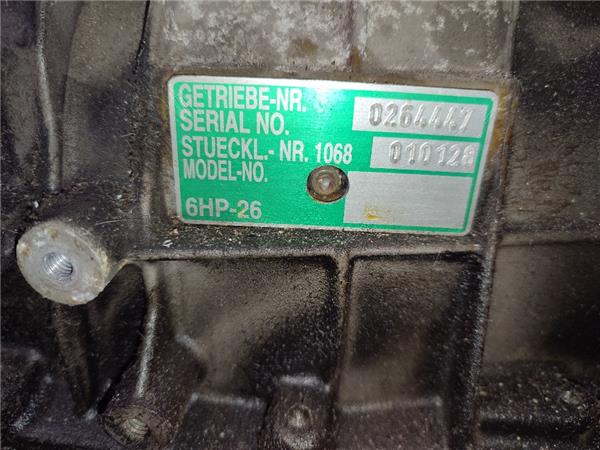 GETRIEBE-NR. 0264447
SERIAL NO.
STUECKL.- NR. 1068 010128
MODEL-NO.
6HP-26